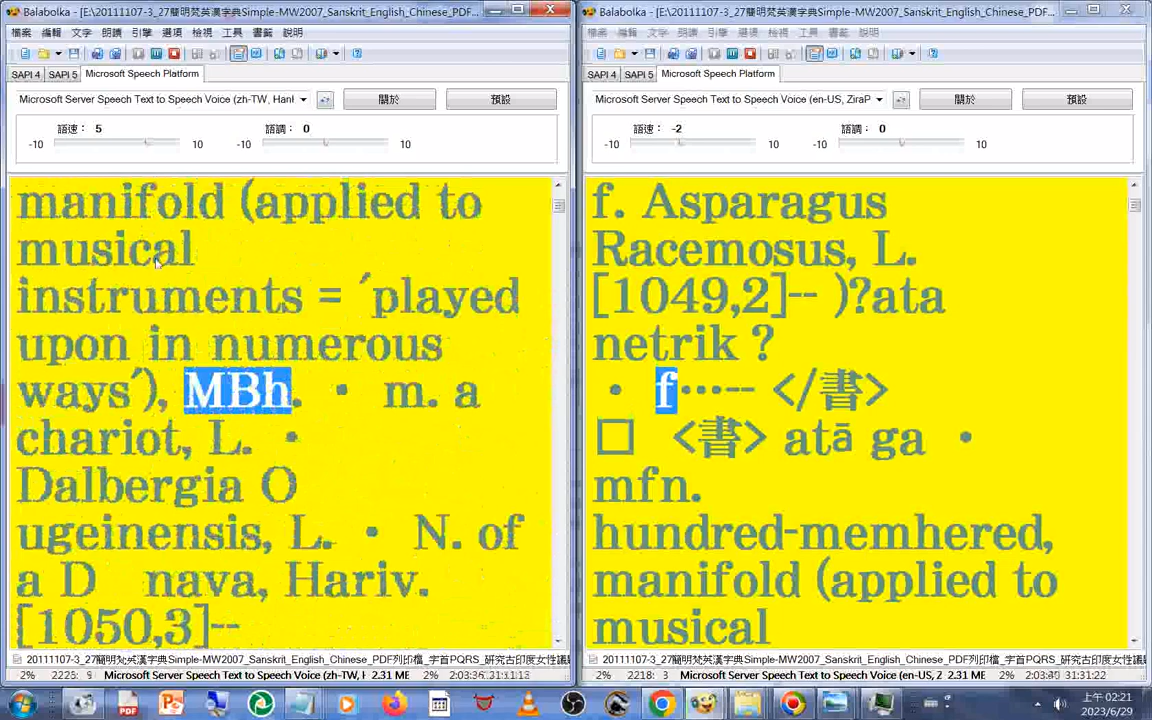 Balabolka - [E:\20111107-3_27簡明梵英漢字典Simple-MW2007_Sanskrit_English_Chinese_PDF...
檔案 編輯 文字 朗讀 引擎 選項 檢視 工具 書籤 說明
SAPI 4 SAPI 5 Microsoft Speech Platform
Microsoft Server Speech Text to Speech Voice (zh-TW, Hanl
關於 預設
語速： 5 語調： 0
-10 10 -10 10
manifold (applied to
musical
instruments = ´played
upon in numerous
ways´), MBh. • m. a
chariot, L. •
Dalbergia O
ugeinensis, L. • N. of
a D nava, Hariv.
[1050,3]--
2% 2225: 9 Microsoft Server Speech Text to Speech Voice (zh-TW, H 2.31 MB
Balabolka - [E:\20111107-3_27簡明梵英漢字典Simple-MW2007_Sanskrit_English_Chinese_PDF...
檔案 編輯 文字 朗讀 引擎 選項 檢視 工具 書籤 說明
SAPI 4 SAPI 5 Microsoft Speech Platform
Microsoft Server Speech Text to Speech Voice (en-US, ZiraP
關於 預設
語速： -2 語調： 0
-10 10 -10 10
f. Asparagus
Racemosus, L.
[1049,2]-- )?ata
netrik ?
• f…-- </書>
□ <書> atā ga •
mfn.
hundred-memhered,
manifold (applied to
musical
2% 2218: 3 Microsoft Server Speech Text to Speech Voice (en-US, Z
上午 02:21
2023/6/29